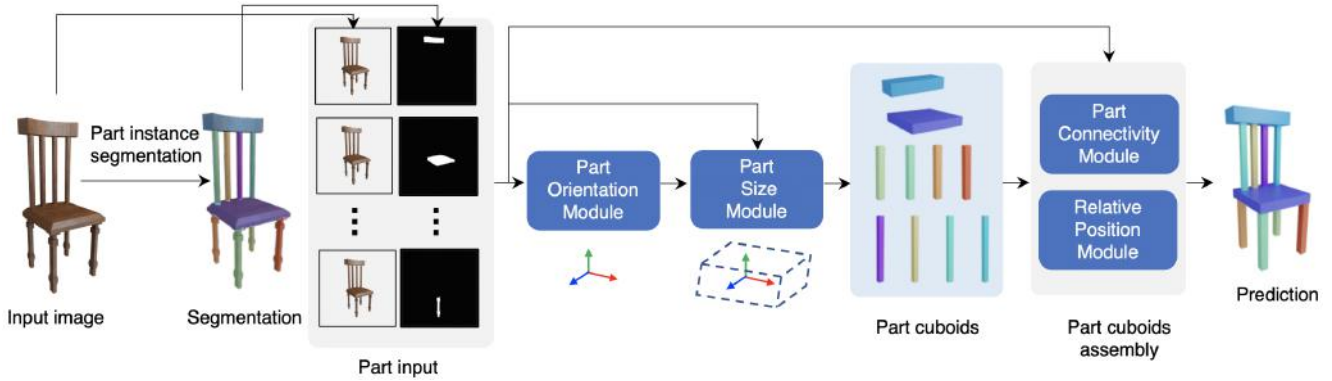 Part instance
segmentation
Input image
Segmentation
Part input
Part
Orientation
Module
Part
Size
Module
Part cuboids
Part
Connectivity
Module
Relative
Position
Module
Part cuboids
assembly
Prediction